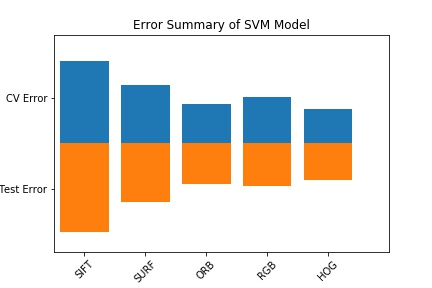 Error Summary of SVM Model
CV Error
Test Error
SIFT
SURF
ORB
RGB
HOG